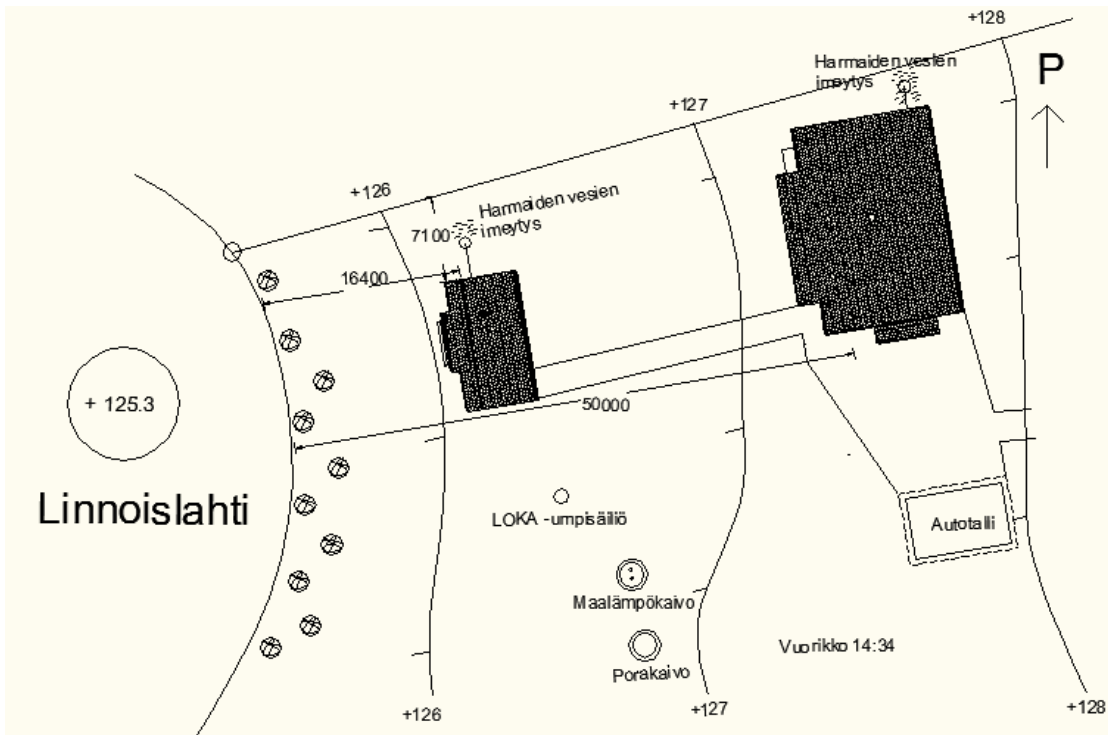 +128
Harmaiden vesien
imeytys
P
+127
+126
Harmaiden vesien
imeytys
7100
16400
+ 125.3
50000
Linnoislahti
LOKA -umpisäiliö
Autotalli
Maalämpökaivo
Vuorikko 14:34
Porakaivo
+126
+127
+128